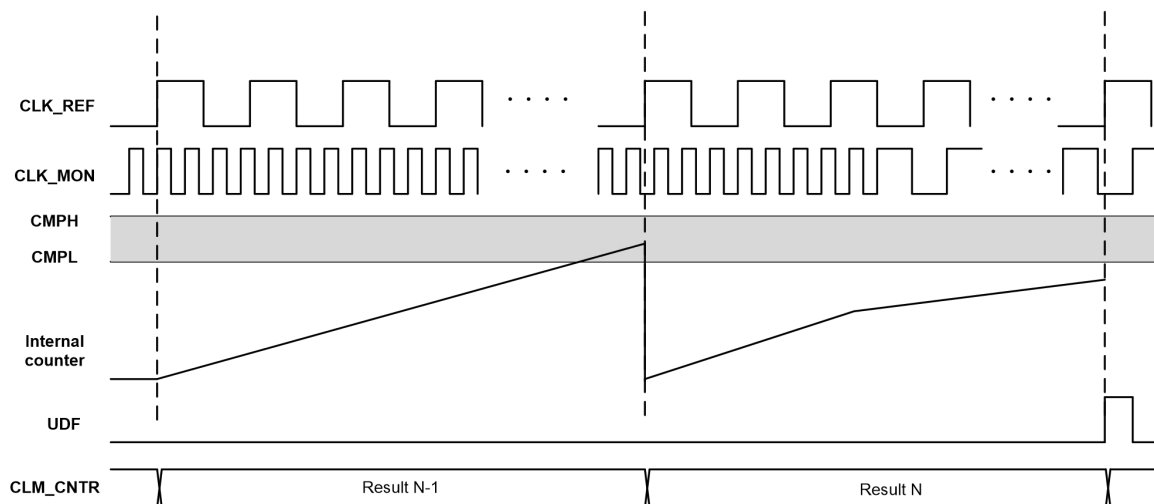 CLK_REF
. . . .
. . . .
CLK_MON
. . . .
. . . .
CMPH
CMPL
Internal
counter
UDF
CLM_CNTR
Result N-1
Result N